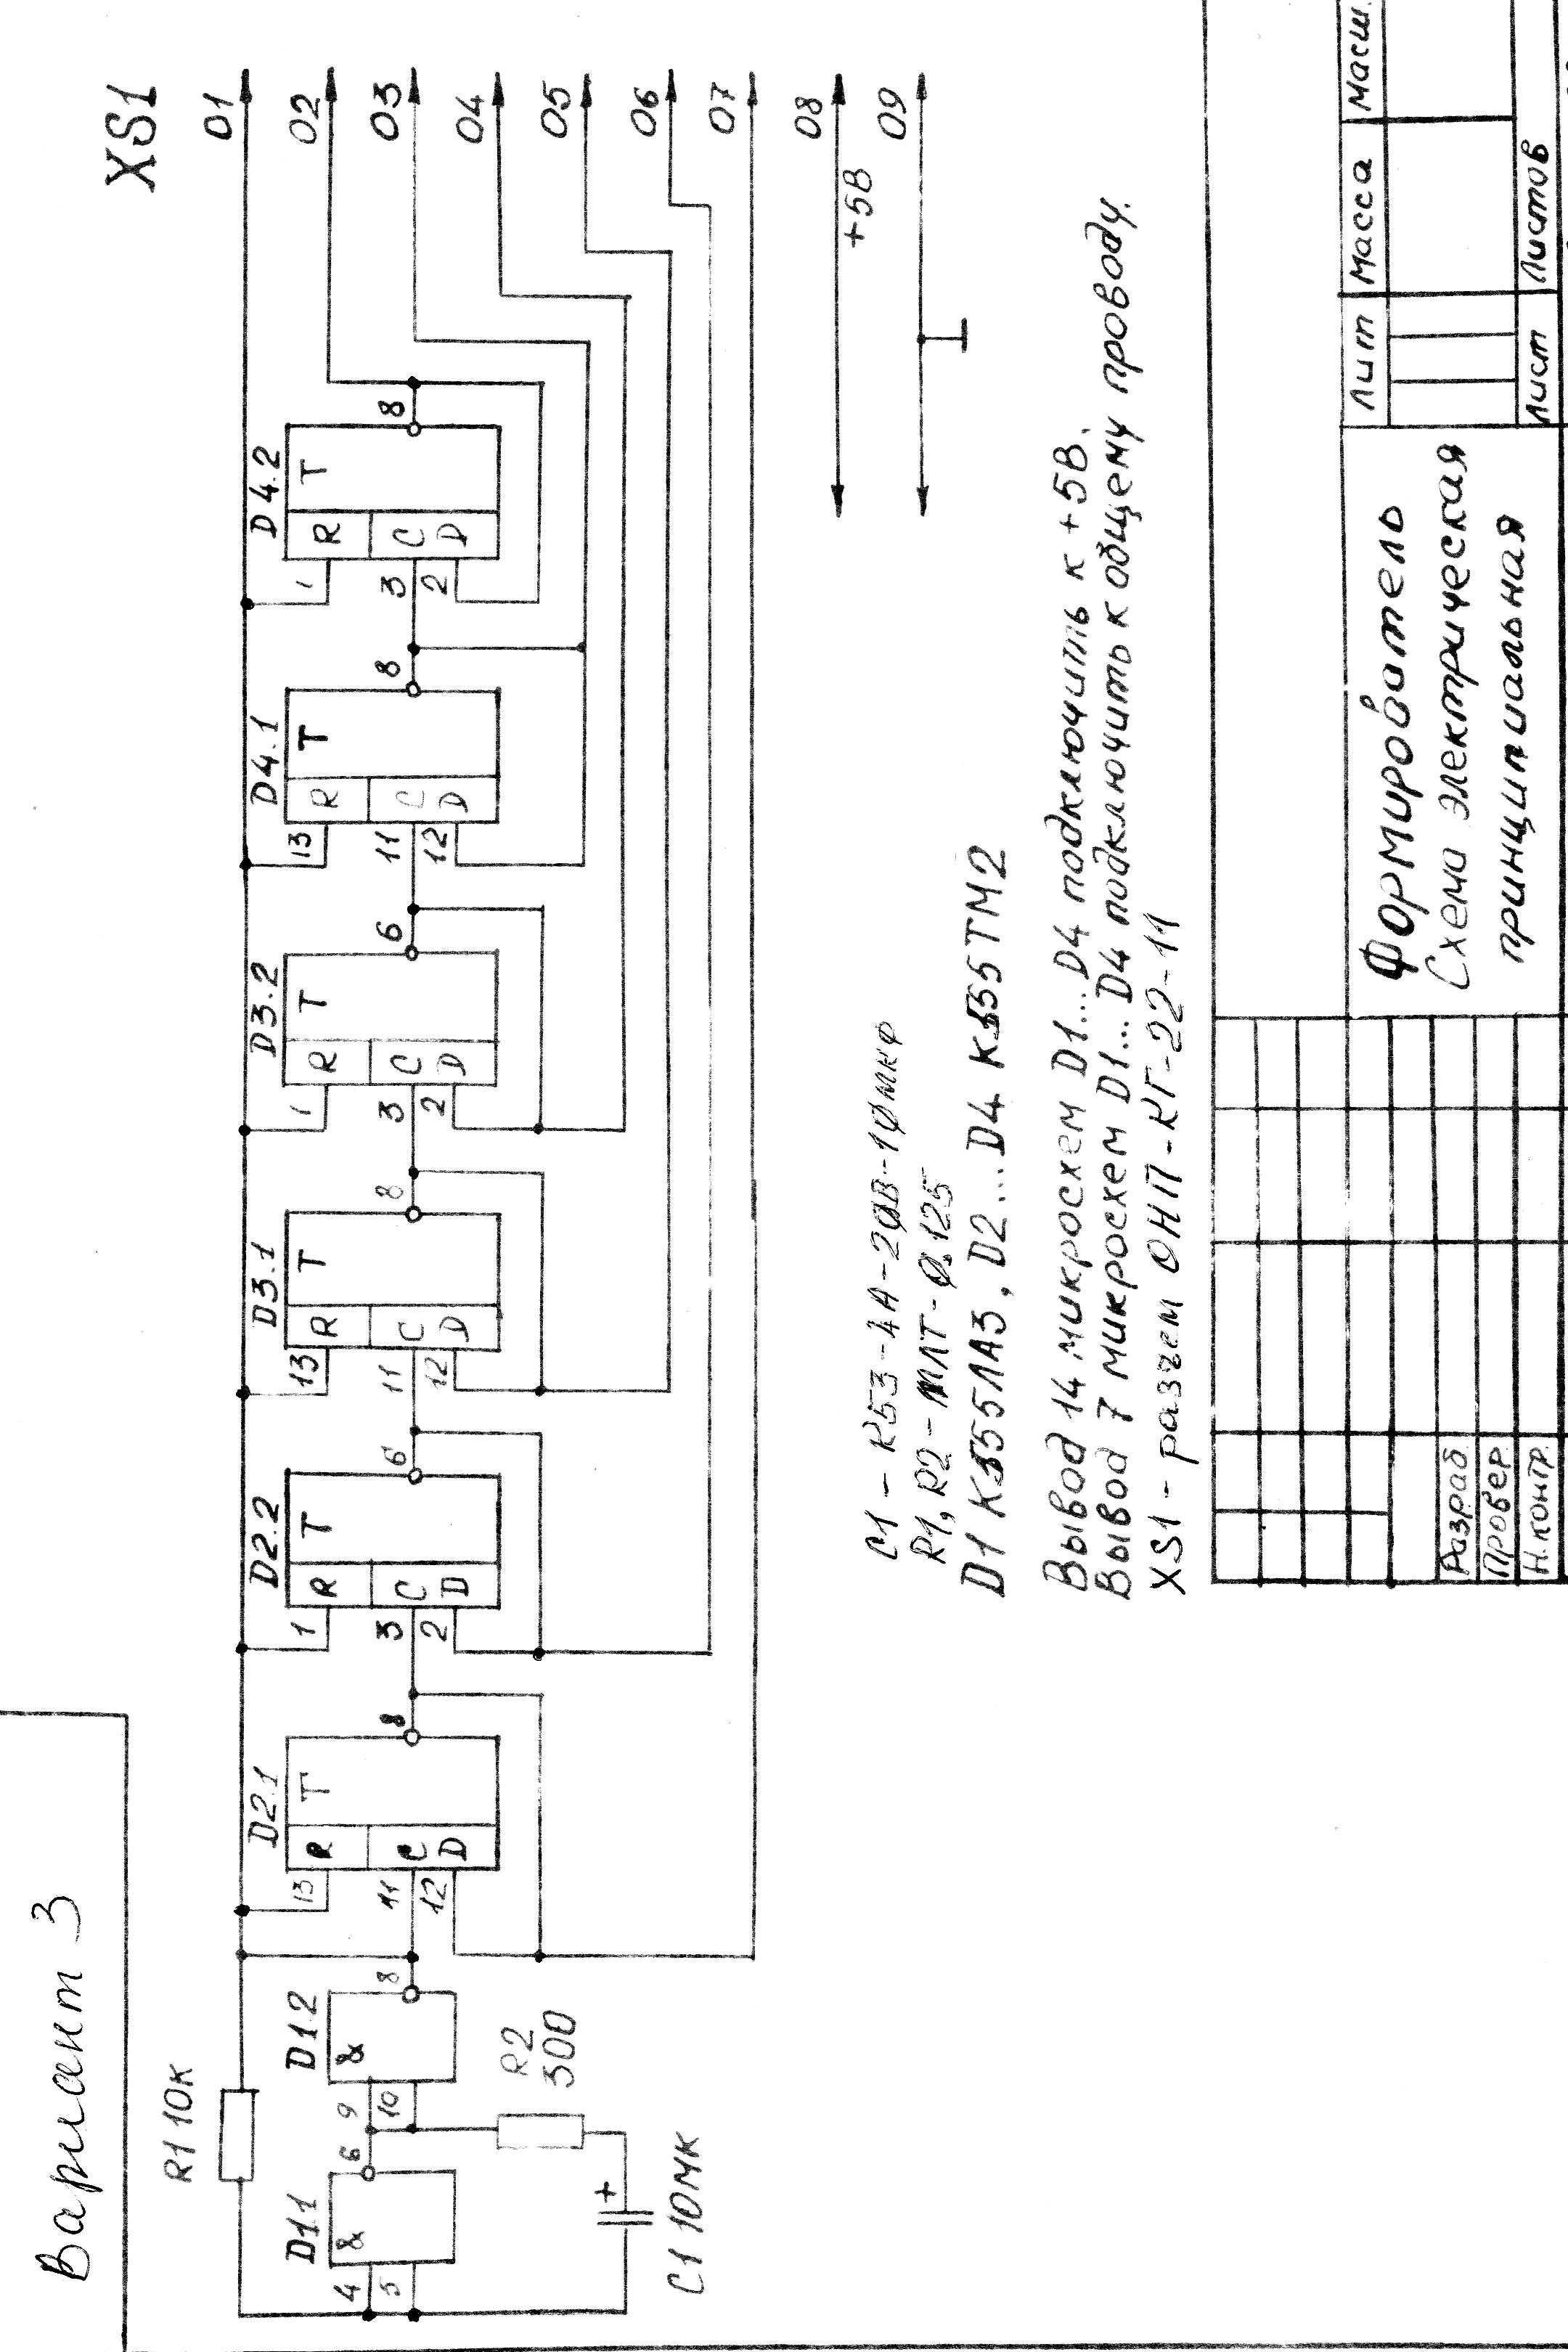 Вариант 3
XS1
R1 10к
D1.1
&
4
5
6
D1.2
&
9
10
8
R2
300
+
C1 10мк
D2.1
R
C
D
T
13
11
12
8
D2.2
R
C
D
T
1
3
2
6
D3.1
R
C
D
T
13
11
12
8
D3.2
R
C
D
T
1
3
2
6
D4.1
R
C
D
T
13
11
12
8
D4.2
R
C
D
T
1
3
2
8
01
02
03
04
05
06
07
08
+5В
09
C1 – К53-4А-20В-10мкф
R1, R2 – МЛТ-0.125
D1 К555ЛА3, D2...D4 К555ТМ2
Вывод 14 микросхем D1...D4 подключить к +5В.
Вывод 7 микросхем D1...D4 подключить к общему проводу.
XS1 – разъем ОНП-КГ-22-11
Формирователь
Схема электрическая
принципиальная
Лит Масса Масш.
Лист Листов
Разраб
Провер
Н.контр.